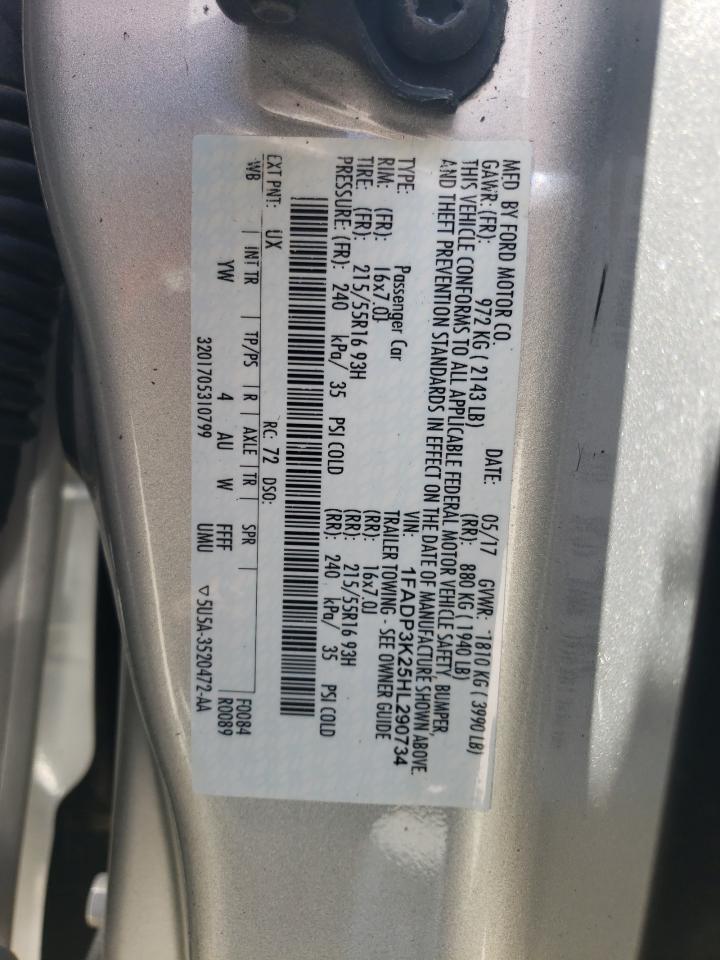 MFD BY FORD MOTOR CO.
DATE: 05/17 GVWR: 1810 KG ( 3990 LB)
GAWR: (FR): 972 KG ( 2143 LB) (RR): 880 KG ( 1940 LB)
THIS VEHICLE CONFORMS TO ALL APPLICABLE FEDERAL MOTOR VEHICLE SAFETY, BUMPER,
AND THEFT PREVENTION STANDARDS IN EFFECT ON THE DATE OF MANUFACTURE SHOWN ABOVE.
VIN: 1FADP3K25HL290734
TYPE: Passenger Car TRAILER TOWING - SEE OWNER GUIDE
RIM: (FR): 16x7.0J (RR): 16x7.0J
TIRE: (FR): 215/55R16 93H (RR): 215/55R16 93H
PRESSURE: (FR): 240 kPa/ 35 PSI COLD (RR): 240 kPa/ 35 PSI COLD
EXT PNT: UX RC: 72 DSO: F0084
WB | INT TR | TP/PS | R | AXLE | TR | SPR | R0089
YW 4 AU W FFFF
3201705310799 UMU ▽ 5U5A-3520472-AA